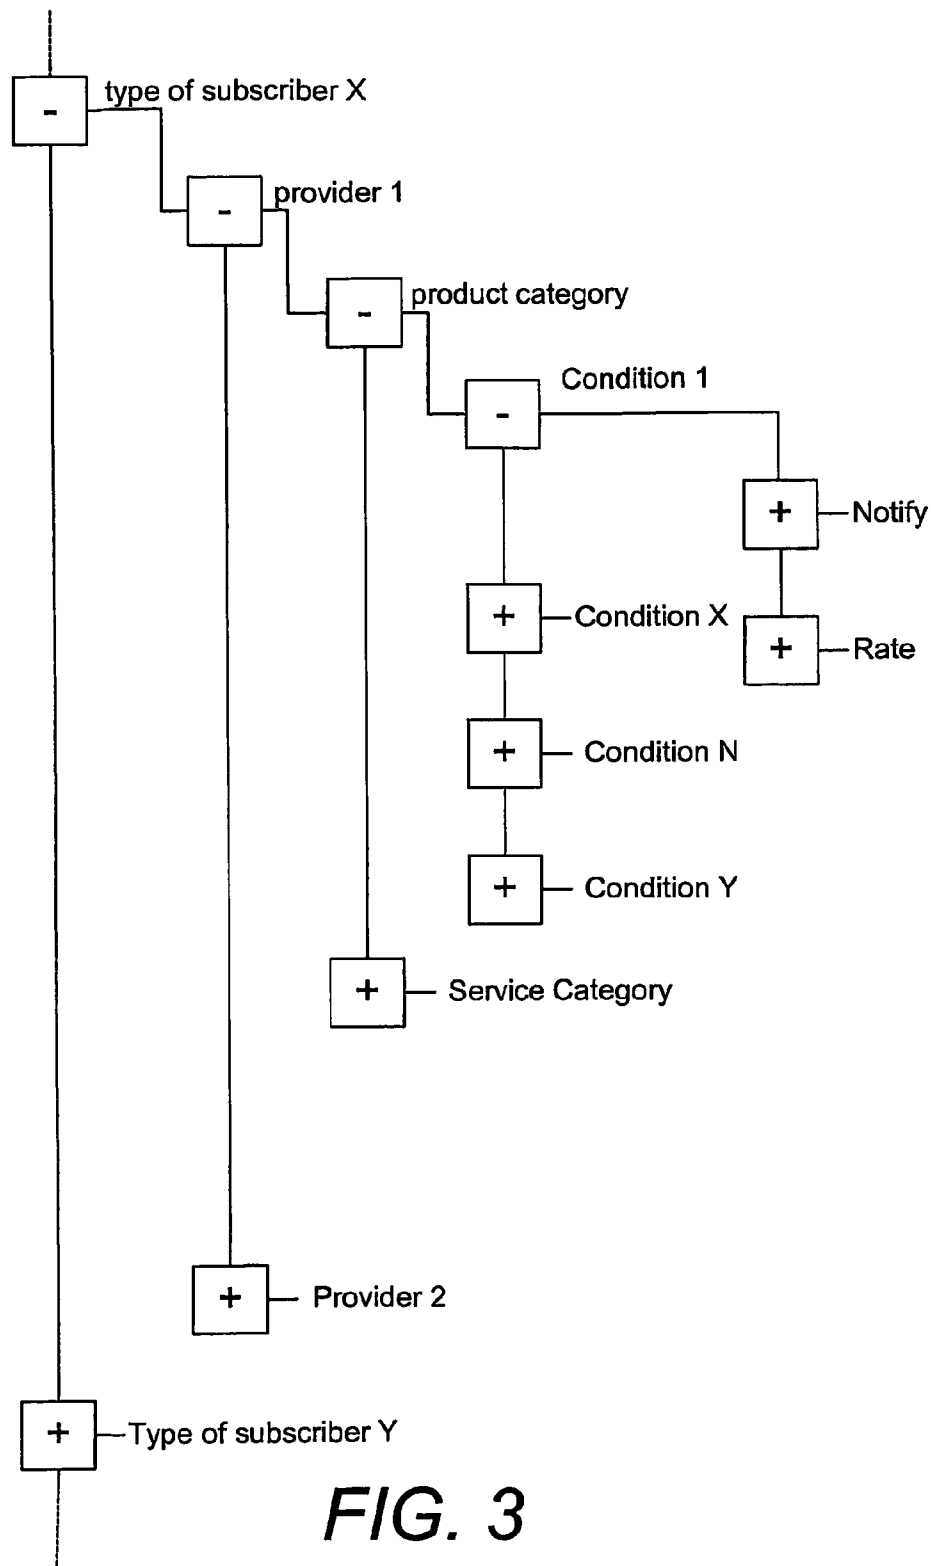 -
type of subscriber X
-
provider 1
-
product category
-
Condition 1
+
Notify
+
Condition X
+
Rate
+
Condition N
+
Condition Y
+
Service Category
+
Provider 2
+
Type of subscriber Y
FIG. 3